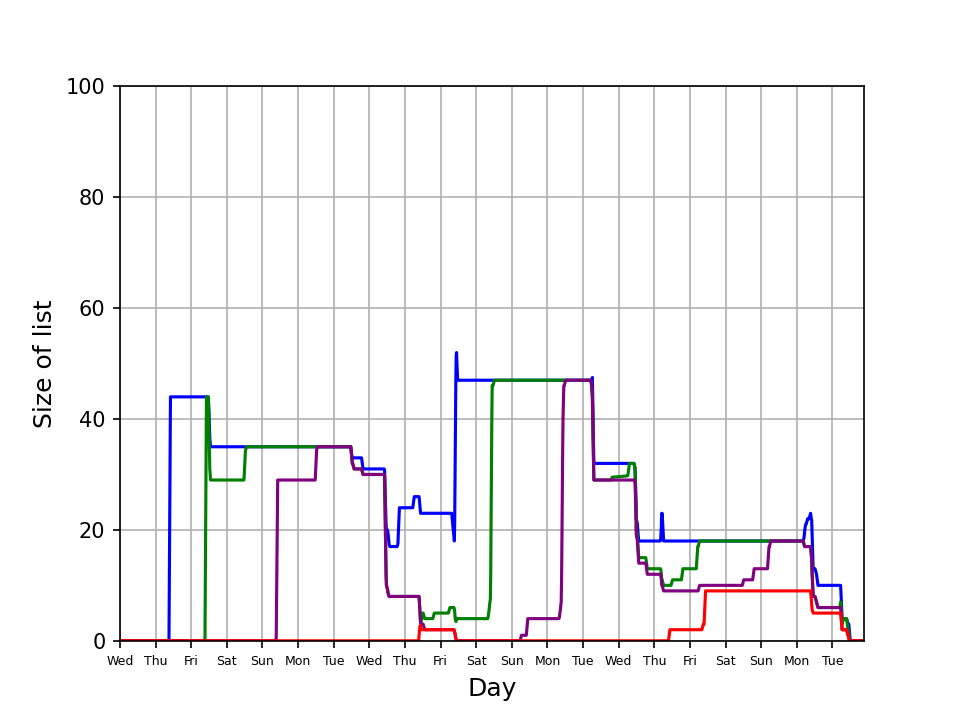 100
80
60
40
20
0
Size of list
Wed Thu Fri Sat Sun Mon Tue Wed Thu Fri Sat Sun Mon Tue Wed Thu Fri Sat Sun Mon Tue
Day